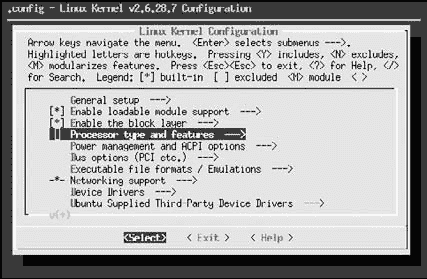 .config - Linux Kernel v2.6.28.7 Configuration
Linux Kernel Configuration
Arrow keys navigate the menu. <Enter> selects submenus --->.
Highlighted letters are hotkeys. Pressing <Y> includes, <N> excludes,
<M> modularizes features. Press <Esc><Esc> to exit, <?> for Help, </>
for Search. Legend: [*] built-in [ ] excluded <M> module < >
General setup --->
[*] Enable loadable module support --->
[*] Enable the block layer --->
Processor type and features --->
Power management and ACPI options --->
Bus options (PCI etc.) --->
Executable file formats / Emulations --->
-*- Networking support --->
Device Drivers --->
Ubuntu Supplied Third-Party Device Drivers --->
v(+)
<Select> < Exit > < Help >